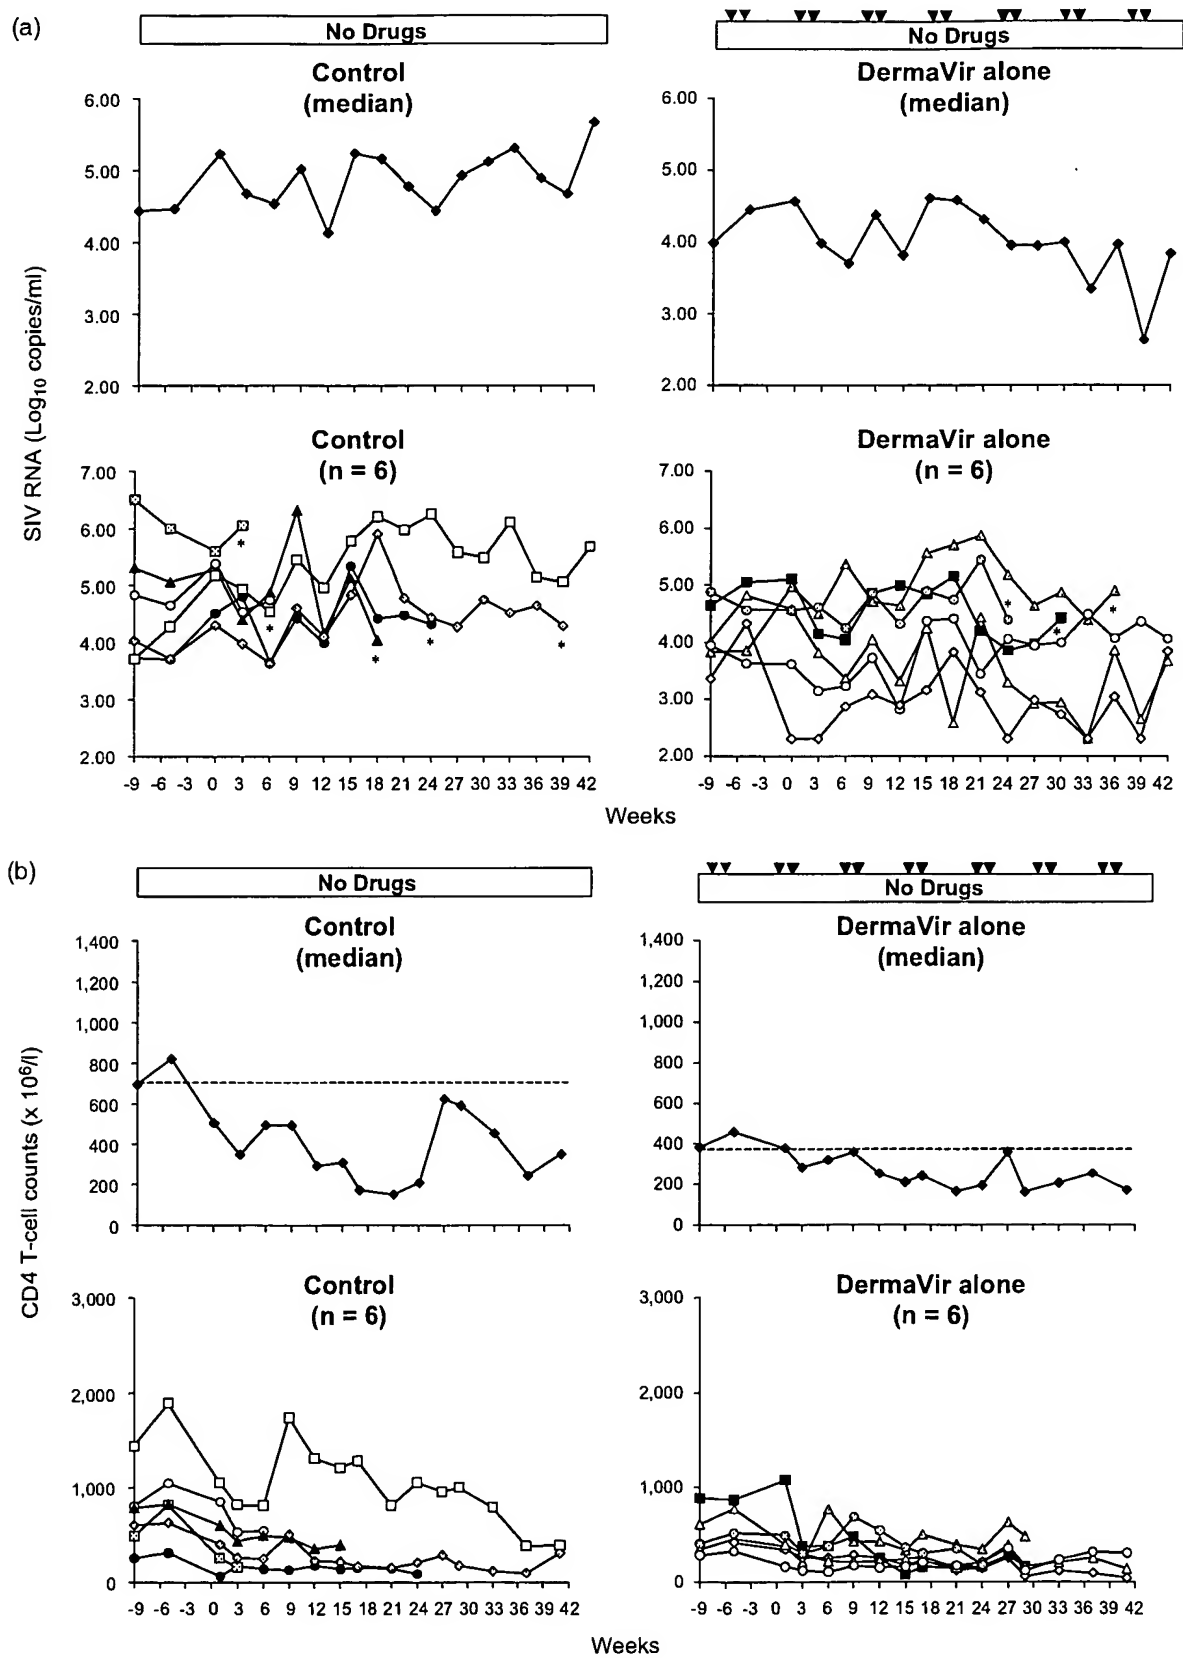 (a)
No Drugs
No Drugs
Control
(median)
DermaVir alone
(median)
6.00
5.00
4.00
3.00
2.00
6.00
5.00
4.00
3.00
2.00
SIV RNA (Log10 copies/ml)
Control
(n = 6)
DermaVir alone
(n = 6)
7.00
6.00
5.00
4.00
3.00
2.00
* * * * *
7.00
6.00
5.00
4.00
3.00
2.00
* * *
-9 -6 -3 0 3 6 9 12 15 18 21 24 27 30 33 36 39 42
-9 -6 -3 0 3 6 9 12 15 18 21 24 27 30 33 36 39 42
Weeks
(b)
No Drugs
No Drugs
Control
(median)
DermaVir alone
(median)
1,400
1,200
1,000
800
600
400
200
0
1,400
1,200
1,000
800
600
400
200
0
CD4 T-cell counts (x 10⁶/l)
Control
(n = 6)
DermaVir alone
(n = 6)
3,000
2,000
1,000
0
3,000
2,000
1,000
0
-9 -6 -3 0 3 6 9 12 15 18 21 24 27 30 33 36 39 42
-9 -6 -3 0 3 6 9 12 15 18 21 24 27 30 33 36 39 42
Weeks